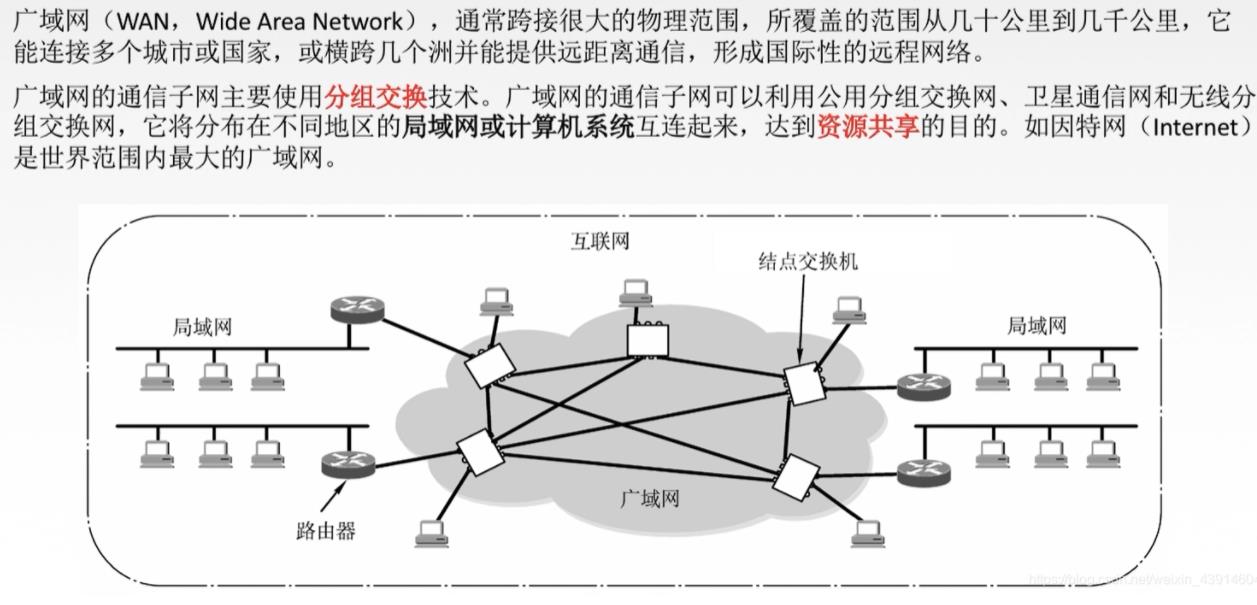 广域网（WAN，Wide Area Network），通常跨接很大的物理范围，所覆盖的范围从几十公里到几千公里，它
能连接多个城市或国家，或横跨几个洲并能提供远距离通信，形成国际性的远程网络。
广域网的通信子网主要使用分组交换技术。广域网的通信子网可以利用公用分组交换网、卫星通信网和无线分
组交换网，它将分布在不同地区的局域网或计算机系统互连起来，达到资源共享的目的。如因特网（Internet）
是世界范围内最大的广域网。
互联网
结点交换机
局域网
局域网
广域网
路由器
https://blog.csdn.net/weixin_4391460